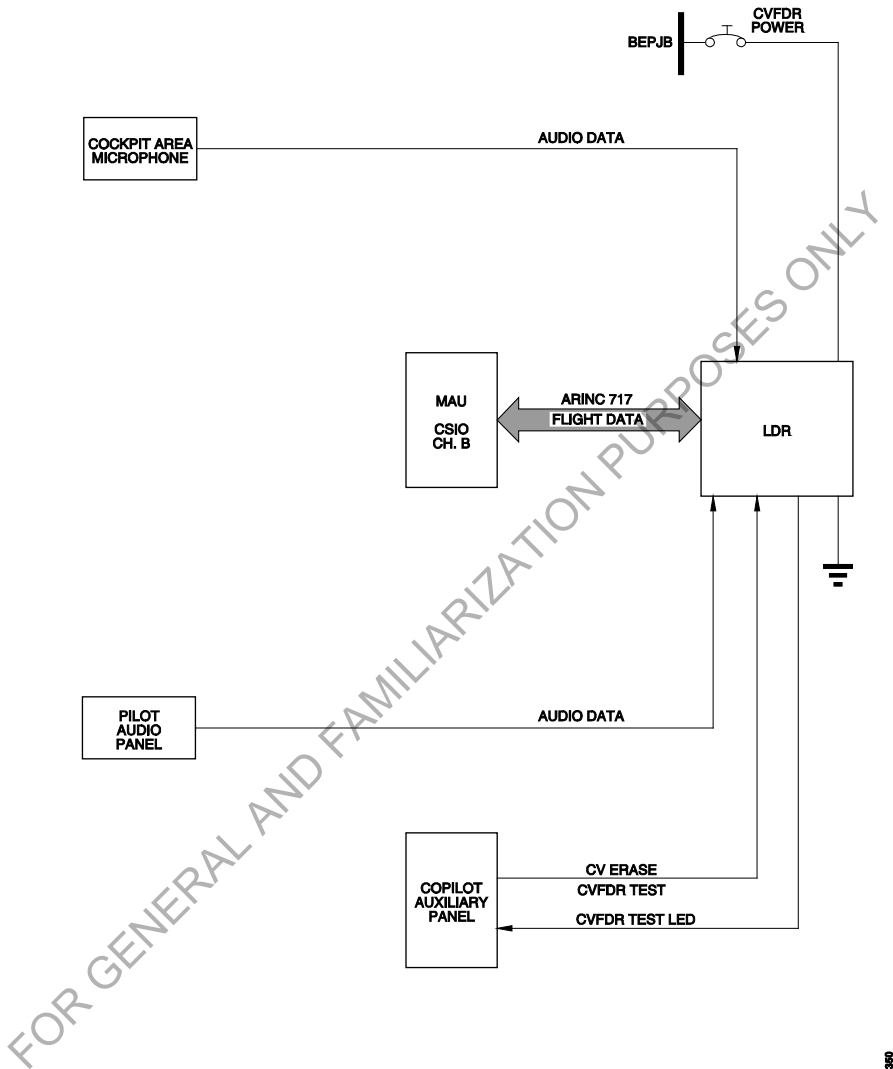 CVFDR
POWER
BEPJB
COCKPIT AREA
MICROPHONE
AUDIO DATA
MAU
CSIO
CH. B
ARINC 717
FLIGHT DATA
LDR
PILOT
AUDIO
PANEL
AUDIO DATA
COPILOT
AUXILIARY
PANEL
CV ERASE
CVFDR TEST
CVFDR TEST LED
FOR GENERAL AND FAMILIARIZATION PURPOSES ONLY
350